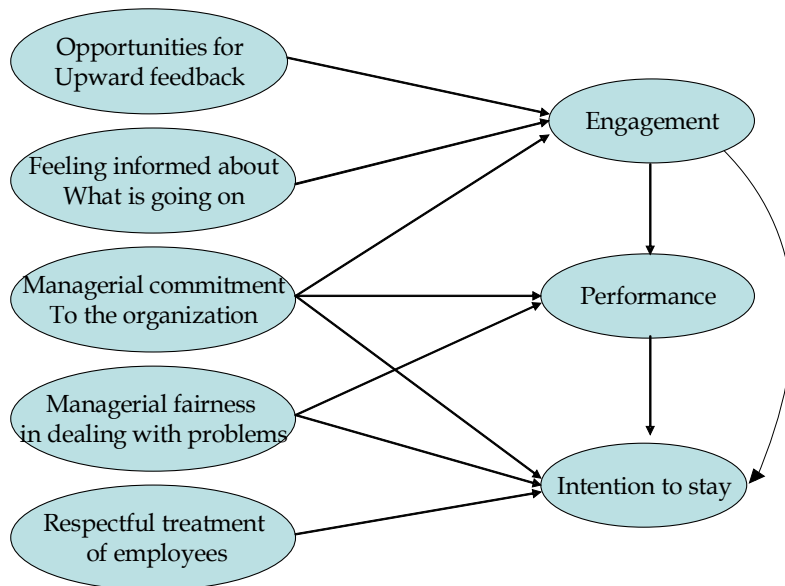 Opportunities for
Upward feedback
Feeling informed about
What is going on
Managerial commitment
To the organization
Managerial fairness
in dealing with problems
Respectful treatment
of employees
Engagement
Performance
Intention to stay